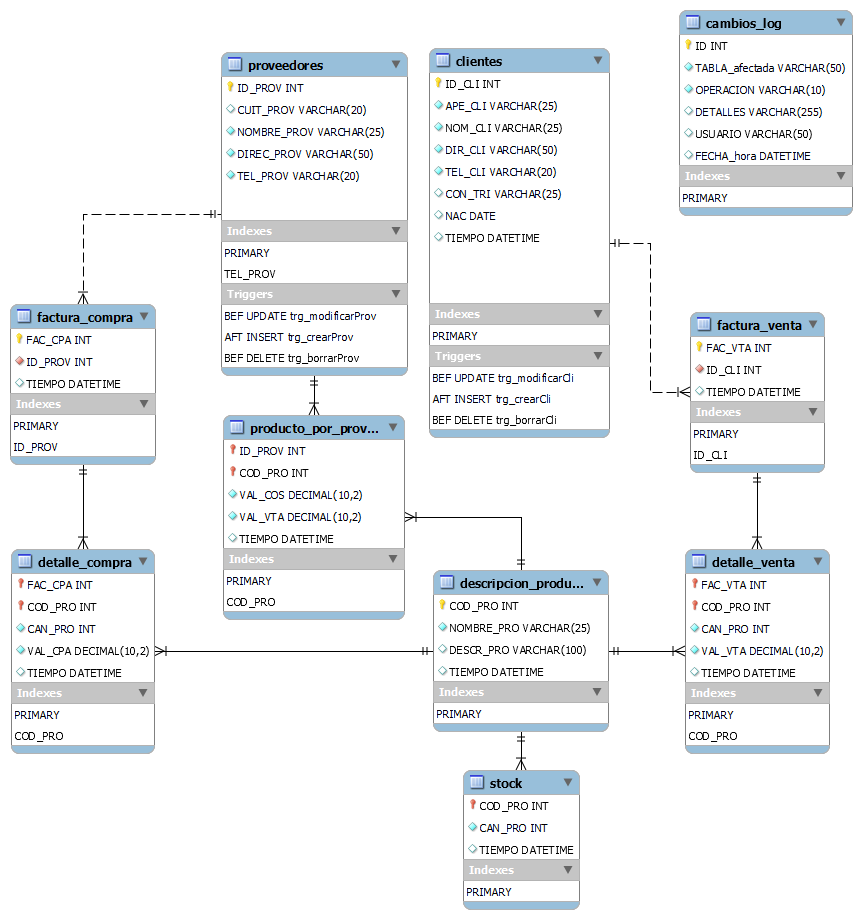 cambios_log
ID INT
TABLA_afectada VARCHAR(50)
OPERACION VARCHAR(10)
DETALLES VARCHAR(255)
USUARIO VARCHAR(50)
FECHA_hora DATETIME
Indexes
PRIMARY
proveedores
ID_PROV INT
CUIT_PROV VARCHAR(20)
NOMBRE_PROV VARCHAR(25)
DIREC_PROV VARCHAR(50)
TEL_PROV VARCHAR(20)
Indexes
PRIMARY
TEL_PROV
Triggers
BEF UPDATE trg_modificarProv
AFT INSERT trg_crearProv
BEF DELETE trg_borrarProv
clientes
ID_CLI INT
APE_CLI VARCHAR(25)
NOM_CLI VARCHAR(25)
DIR_CLI VARCHAR(50)
TEL_CLI VARCHAR(20)
CON_TRI VARCHAR(25)
NAC DATE
TIEMPO DATETIME
Indexes
PRIMARY
Triggers
BEF UPDATE trg_modificarCli
AFT INSERT trg_crearCli
BEF DELETE trg_borrarCli
factura_compra
FAC_CPA INT
ID_PROV INT
TIEMPO DATETIME
Indexes
PRIMARY
ID_PROV
factura_venta
FAC_VTA INT
ID_CLI INT
TIEMPO DATETIME
Indexes
PRIMARY
ID_CLI
producto_por_prov...
ID_PROV INT
COD_PRO INT
VAL_COS DECIMAL(10,2)
VAL_VTA DECIMAL(10,2)
TIEMPO DATETIME
Indexes
PRIMARY
COD_PRO
detalle_compra
FAC_CPA INT
COD_PRO INT
CAN_PRO INT
VAL_CPA DECIMAL(10,2)
TIEMPO DATETIME
Indexes
PRIMARY
COD_PRO
descripcion_produ...
COD_PRO INT
NOMBRE_PRO VARCHAR(25)
DESCR_PRO VARCHAR(100)
TIEMPO DATETIME
Indexes
PRIMARY
detalle_venta
FAC_VTA INT
COD_PRO INT
CAN_PRO INT
VAL_VTA DECIMAL(10,2)
TIEMPO DATETIME
Indexes
PRIMARY
COD_PRO
stock
COD_PRO INT
CAN_PRO INT
TIEMPO DATETIME
Indexes
PRIMARY